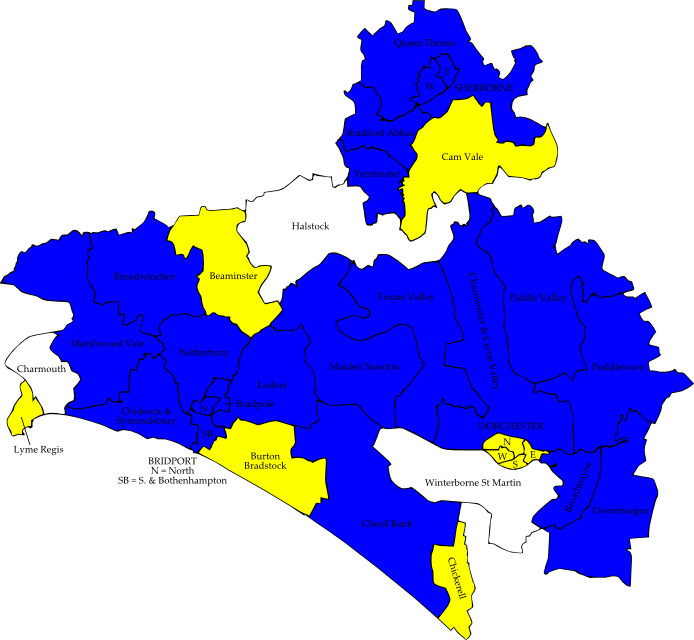 Queen Thorne
E
W
SHERBORNE
Bradford Abbas
Cam Vale
Yetminster
Halstock
Broadwindsor
Beaminster
Frome Valley
Charminster & Cerne Valley
Piddle Valley
Marshwood Vale
Netherbury
Charmouth
Maiden Newton
Puddletown
Loders
N
Bradpole
Chideock &
Symondsbury
SB
DORCHESTER
N
W
E
S
Lyme Regis
BRIDPORT
N = North
SB = S. & Bothenhampton
Burton
Bradstock
Winterborne St Martin
Broadmayne
Owermoigne
Chesil Bank
Chickerell